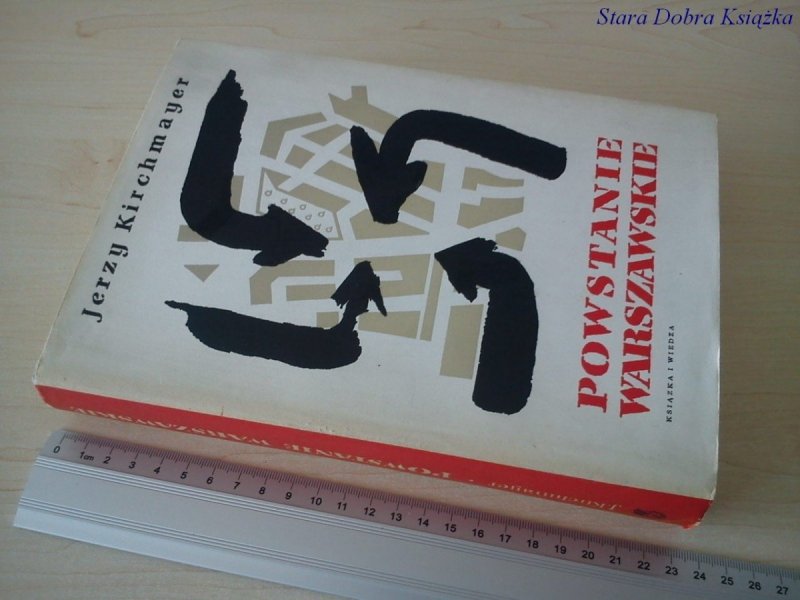 Stara Dobra Książka
Jerzy Kirchmayer
POWSTANIE
WARSZAWSKIE
KSIĄŻKA I WIEDZA
J.Kirchmayer • POWSTANIE WARSZAWSKIE
0 1cm 2 3 4 5 6 7 8 9 10 11 12 13 14 15 16 17 18 19 20 21 22 23 24 25 26 27